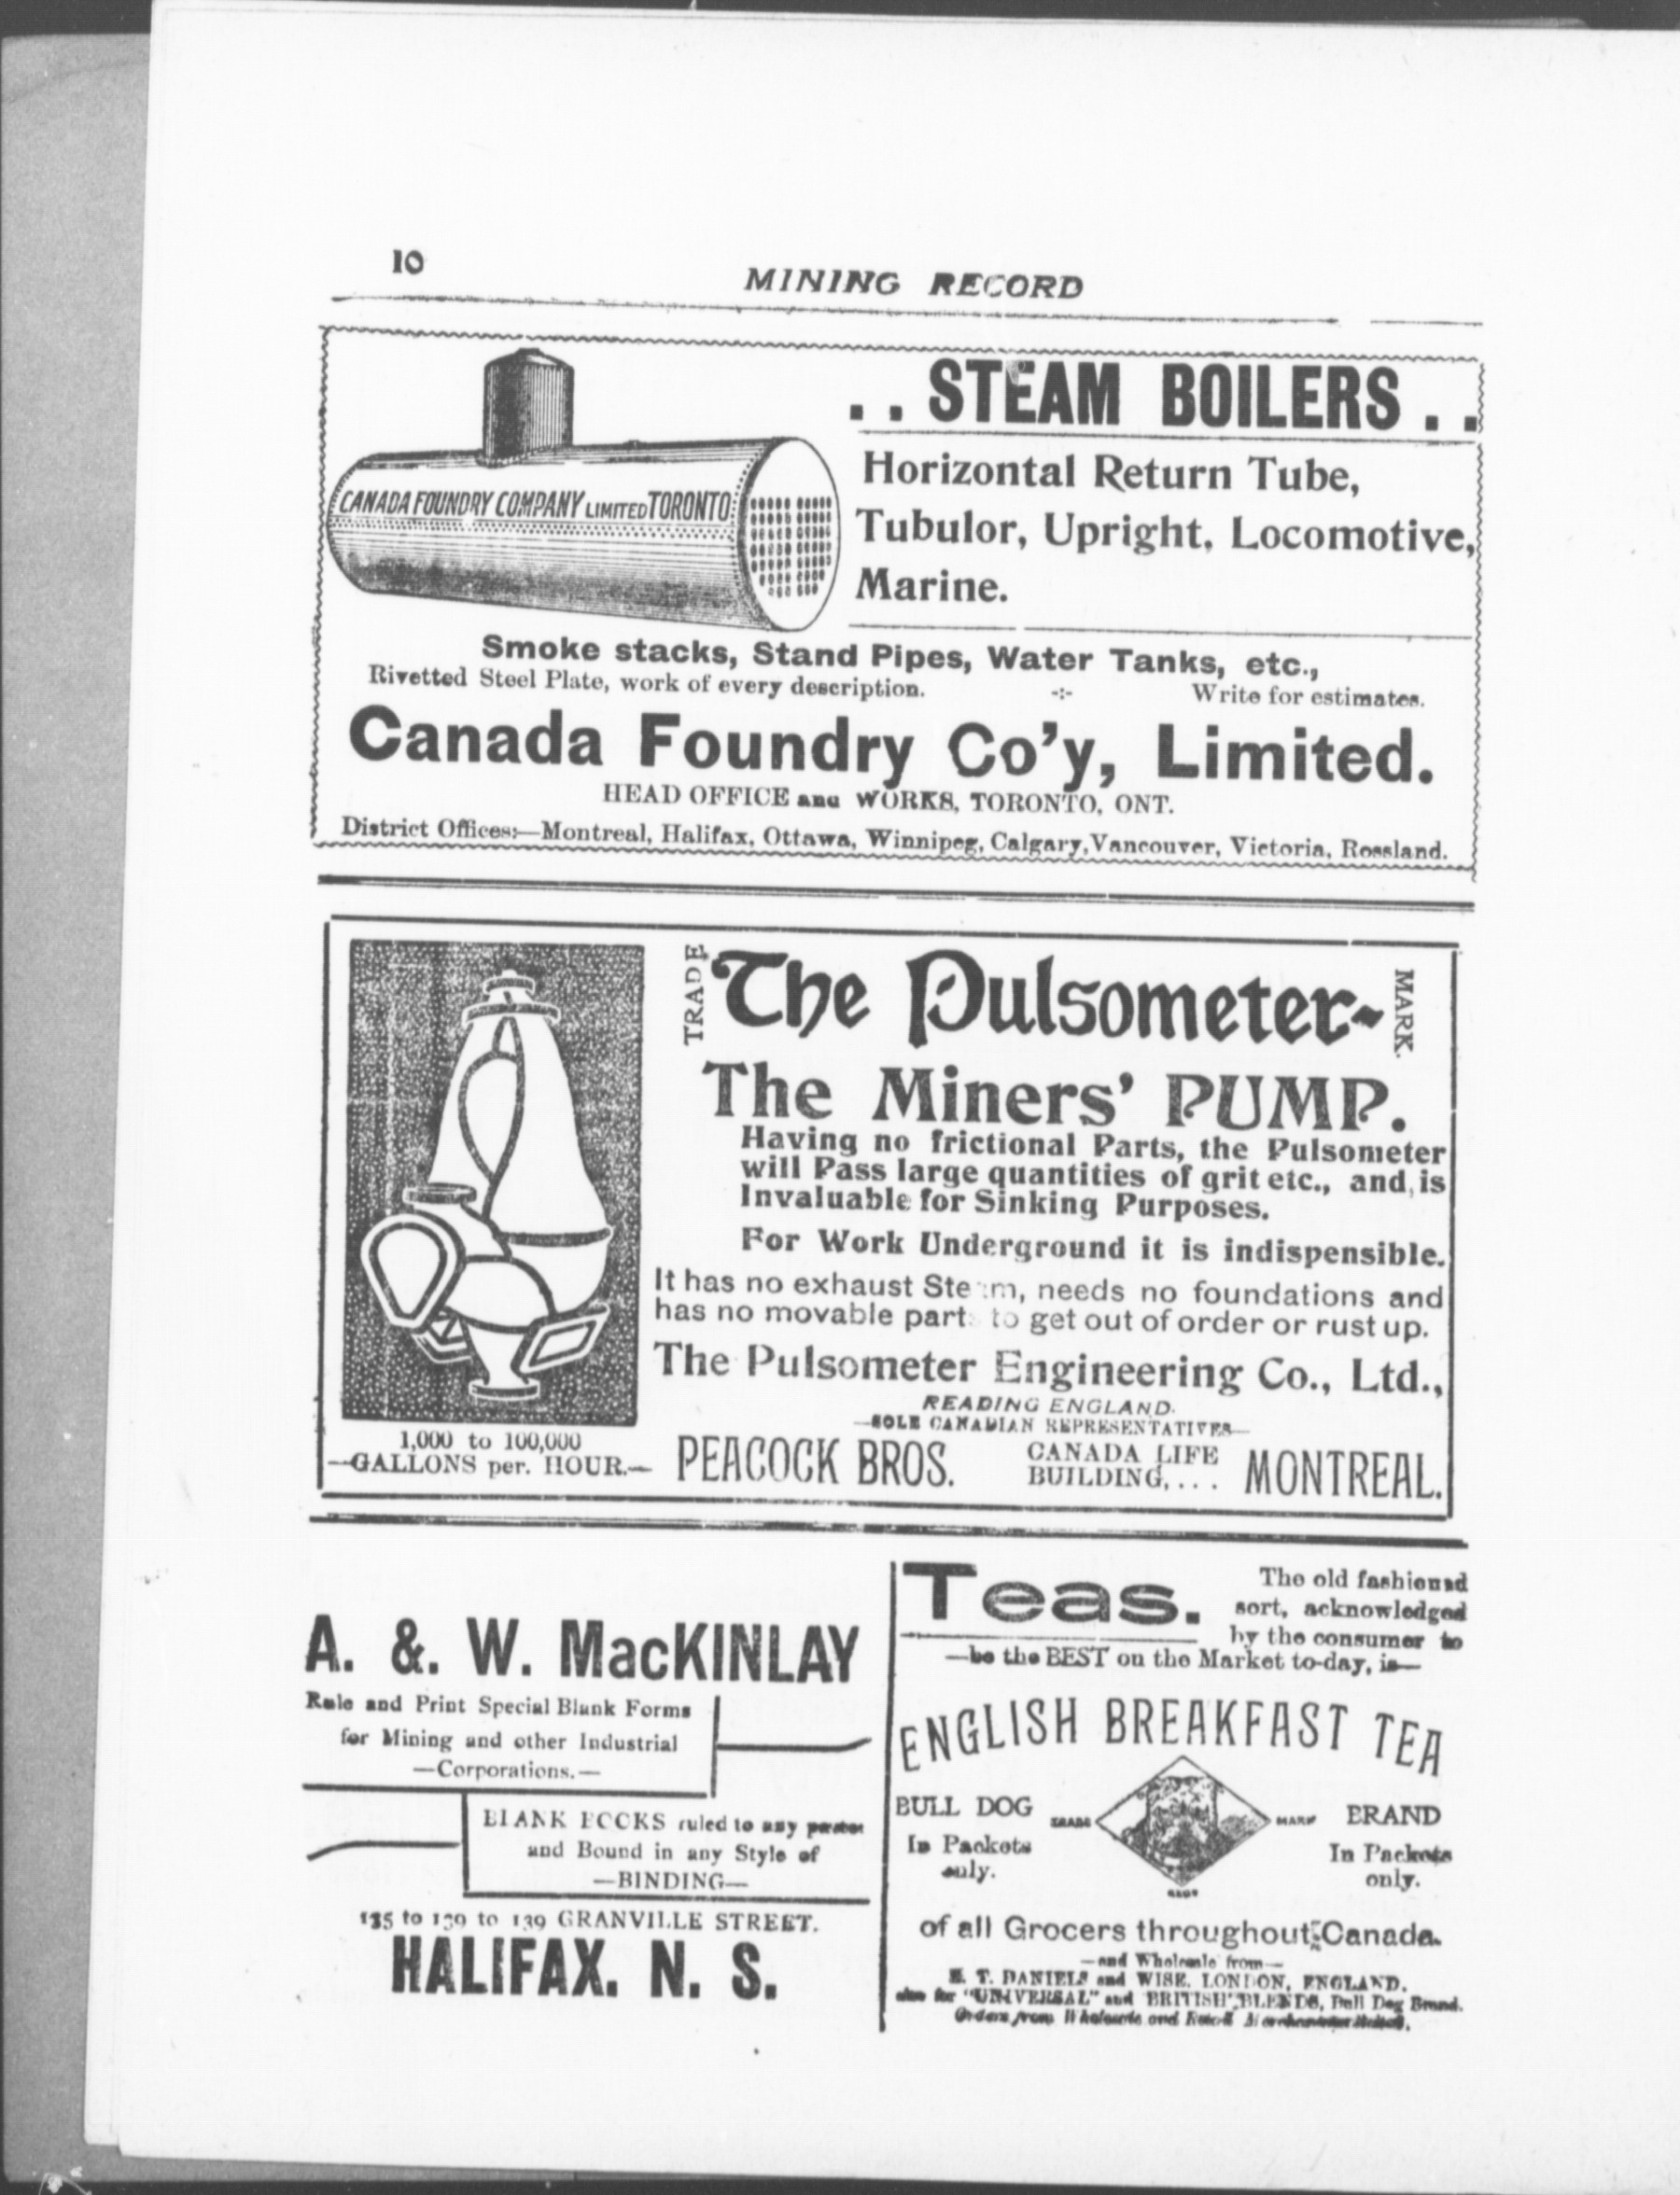 10
MINING RECORD
CANADA FOUNDRY COMPANY LIMITED TORONTO
. . STEAM BOILERS . .
Horizontal Return Tube,
Tubulor, Upright, Locomotive,
Marine.
Smoke stacks, Stand Pipes, Water Tanks, etc.,
Rivetted Steel Plate, work of every description. -:- Write for estimates.
Canada Foundry Co'y, Limited.
HEAD OFFICE and WORKS, TORONTO, ONT.
District Offices:—Montreal, Halifax, Ottawa, Winnipeg, Calgary, Vancouver, Victoria, Rossland.
TRADE The Pulsometer- MARK.
The Miners' PUMP.
Having no frictional Parts, the Pulsometer
will Pass large quantities of grit etc., and is
Invaluable for Sinking Purposes.
For Work Underground it is indispensible.
It has no exhaust Steam, needs no foundations and
has no movable parts to get out of order or rust up.
The Pulsometer Engineering Co., Ltd.,
READING ENGLAND.
—SOLE CANADIAN REPRESENTATIVES—
1,000 to 100,000
—GALLONS per. HOUR.—
PEACOCK BROS. CANADA LIFE BUILDING, . . . MONTREAL.
A. &. W. MacKINLAY
Rule and Print Special Blank Forms
for Mining and other Industrial
—Corporations.—
BLANK BOOKS ruled to any
and Bound in any Style of
—BINDING—
135 to 139 to 139 GRANVILLE STREET.
HALIFAX. N. S.
Teas.
The old fashioned
sort, acknowledged
by the consumer to
—be the BEST on the Market to-day, is—
ENGLISH BREAKFAST TEA
BULL DOG TRADE MARK BRAND
In Packets only. In Packets only.
of all Grocers throughout Canada.
—and Wholesale from—
E. T. DANIELS and WISE, LONDON, ENGLAND.
also for "UNIVERSAL" and BRITISH" BLENDS, Bull Dog Brand.
Orders from Wholesale and Retail